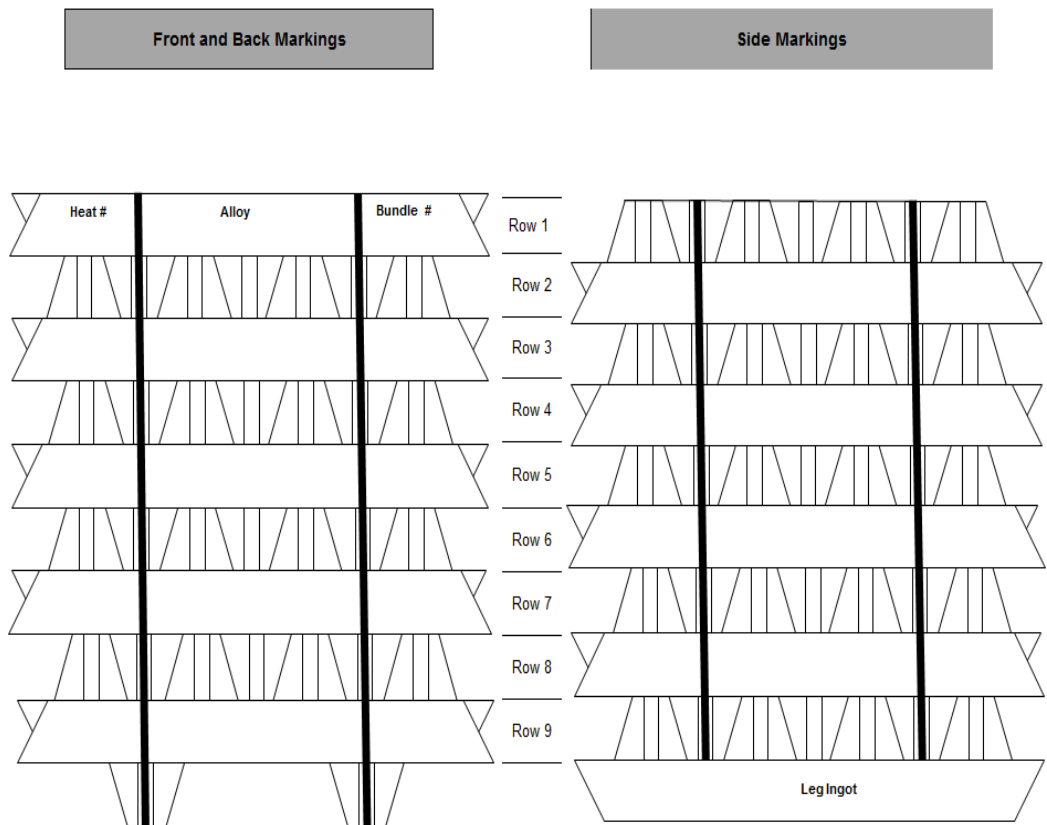 Front and Back Markings
Side Markings
Heat #
Alloy
Bundle #
Row 1
Row 2
Row 3
Row 4
Row 5
Row 6
Row 7
Row 8
Row 9
Leg Ingot